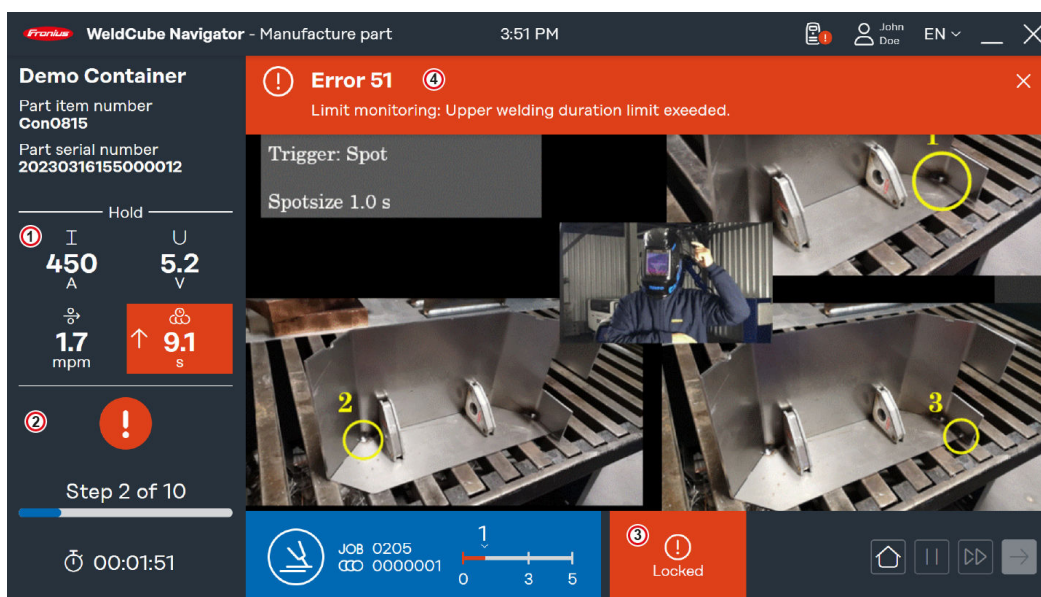 Fronius WeldCube Navigator - Manufacture part 3:51 PM John Doe EN
Demo Container
Part item number
Con0815
Part serial number
20230316155000012
Hold
1 I U
450 5.2
A V
1.7 9.1
mpm s
2
Step 2 of 10
00:01:51
Error 51 4
Limit monitoring: Upper welding duration limit exeeded.
Trigger: Spot
Spotsize 1.0 s
1
2
3
JOB 0205
0000001
1
0 3 5
3
Locked